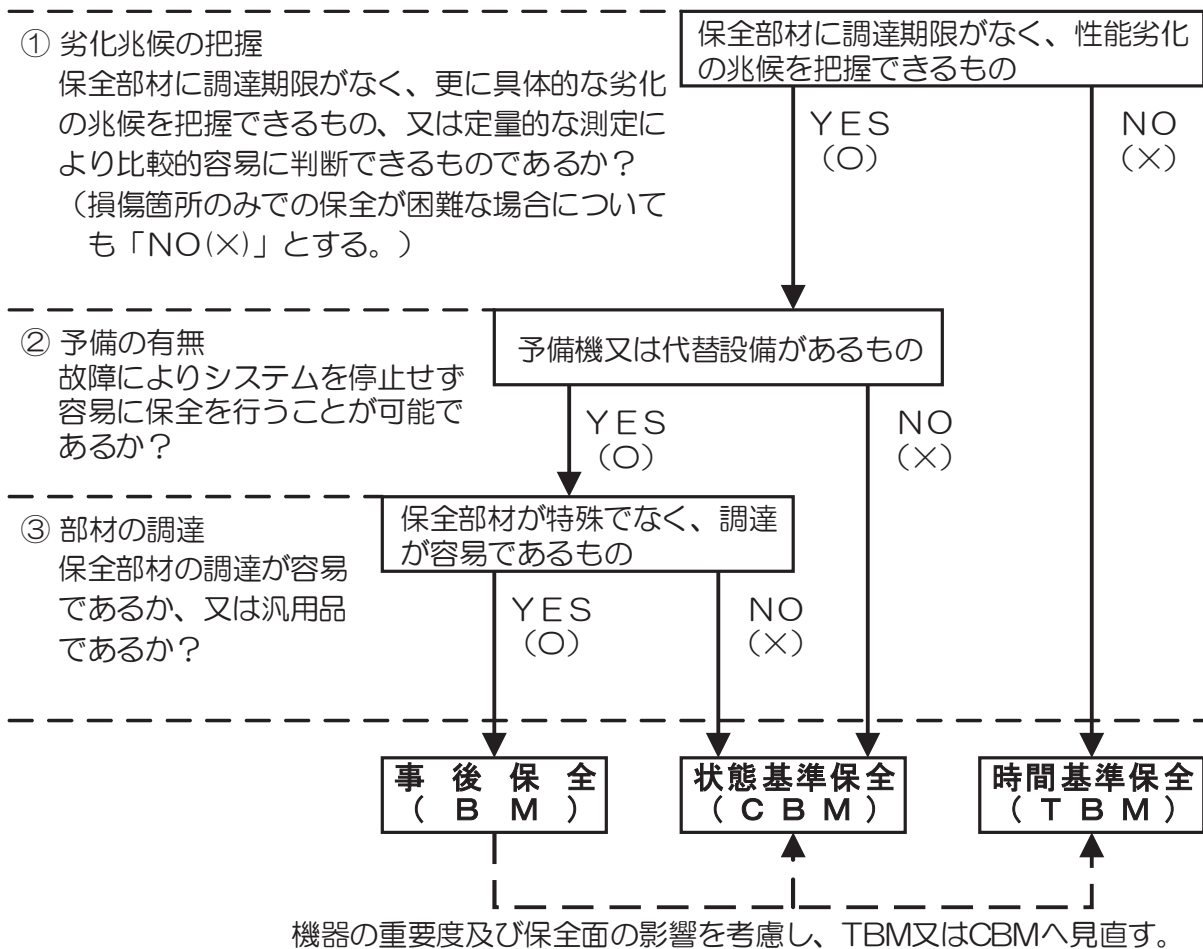 ① 劣化兆候の把握
保全部材に調達期限がなく、更に具体的な劣化
の兆候を把握できるもの、又は定量的な測定に
より比較的容易に判断できるものであるか？
（損傷箇所のみでの保全が困難な場合について
も「NO(×)」とする。）
保全部材に調達期限がなく、性能劣化
の兆候を把握できるもの
YES
(○)
NO
(×)
② 予備の有無
故障によりシステムを停止せず
容易に保全を行うことが可能で
あるか？
予備機又は代替設備があるもの
YES
(○)
NO
(×)
③ 部材の調達
保全部材の調達が容易
であるか、又は汎用品
であるか？
保全部材が特殊でなく、調達
が容易であるもの
YES
(○)
NO
(×)
事後保全
（BM）
状態基準保全
（CBM）
時間基準保全
（TBM）
機器の重要度及び保全面の影響を考慮し、TBM又はCBMへ見直す。